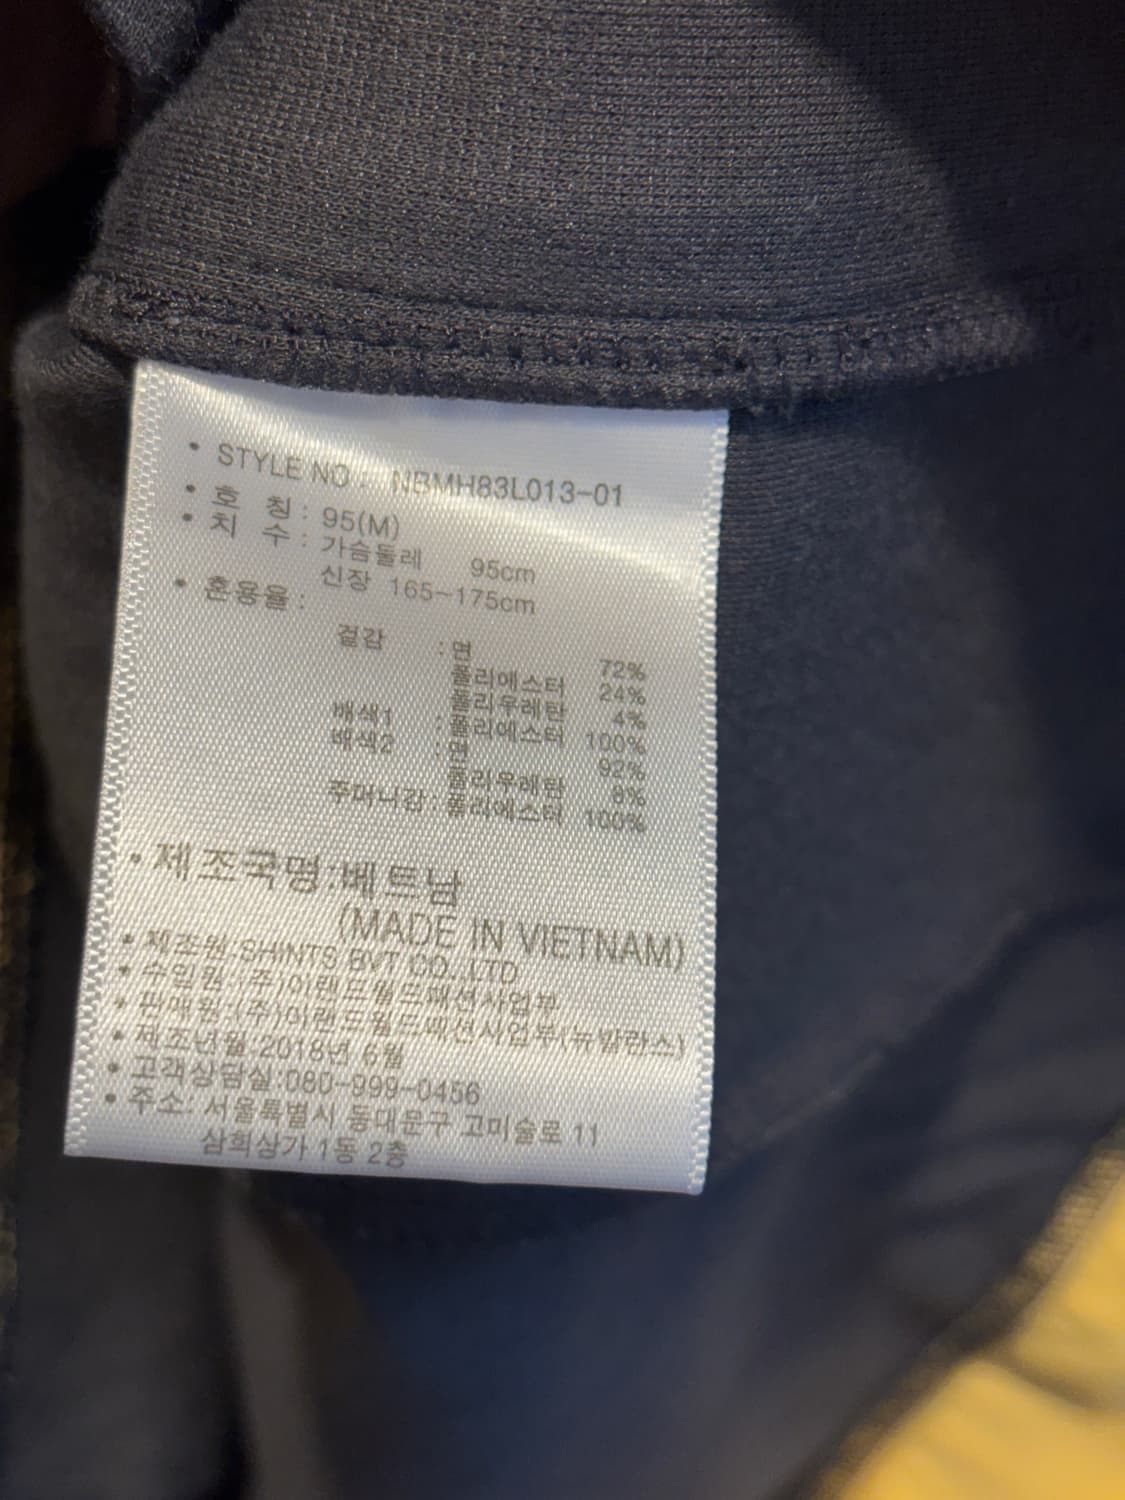 • STYLE NO : NBMH83L013-01
• 호 칭 : 95(M)
• 치 수 : 가슴둘레 95cm
신장 165~175cm
• 혼용율 :
겉감 : 면 72%
폴리에스터 24%
폴리우레탄 4%
배색1 : 폴리에스터 100%
배색2 : 면 92%
폴리우레탄 8%
주머니감 : 폴리에스터 100%
• 제조국명:베트남
(MADE IN VIETNAM)
• 제조원:SHINTS BVT CO.,LTD
• 수입원:(주)이랜드월드패션사업부
• 판매원:(주)이랜드월드패션사업부(뉴발란스)
• 제조년월:2018년 6월
• 고객상담실:080-999-0456
• 주소: 서울특별시 동대문구 고미술로 11
삼희상가 1동 2층